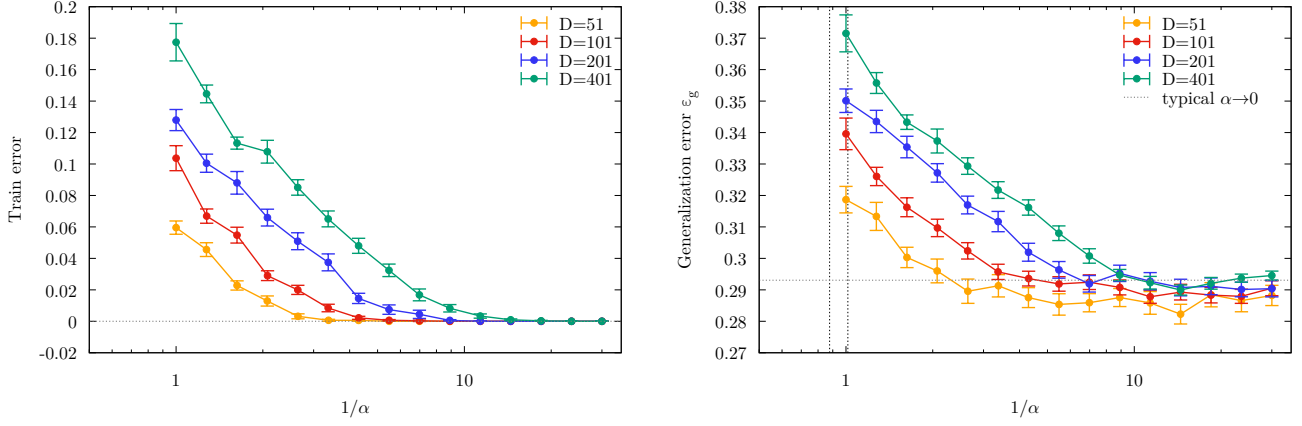 0.2
0.18
0.16
0.14
0.12
0.1
0.08
0.06
0.04
0.02
0
-0.02
Train error
1
10
1/α
D=51
D=101
D=201
D=401
0.38
0.37
0.36
0.35
0.34
0.33
0.32
0.31
0.3
0.29
0.28
0.27
Generalization error ε_g
1
10
1/α
D=51
D=101
D=201
D=401
typical α→0